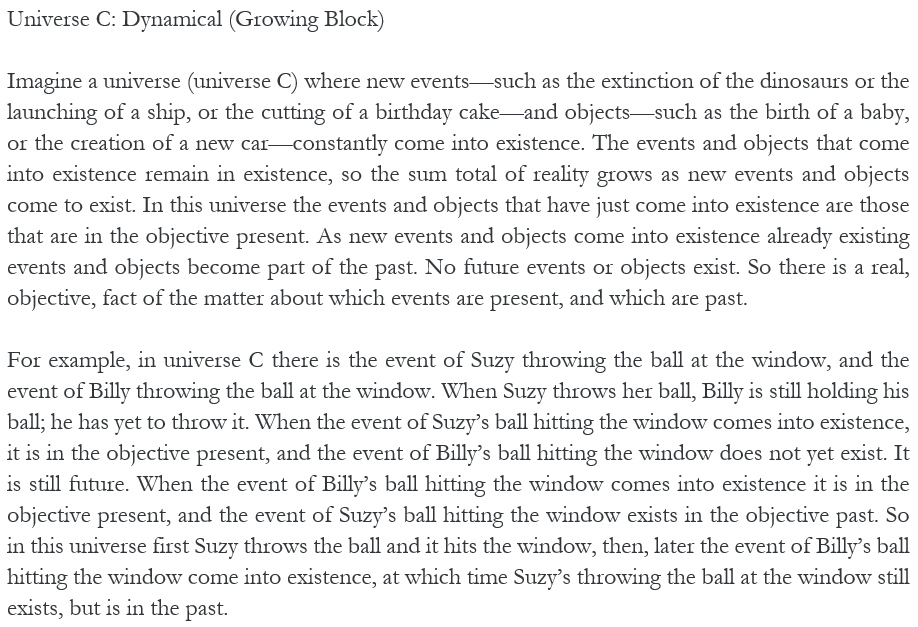 Universe C: Dynamical (Growing Block)
Imagine a universe (universe C) where new events—such as the extinction of the dinosaurs or the
launching of a ship, or the cutting of a birthday cake—and objects—such as the birth of a baby,
or the creation of a new car—constantly come into existence. The events and objects that come
into existence remain in existence, so the sum total of reality grows as new events and objects
come to exist. In this universe the events and objects that have just come into existence are those
that are in the objective present. As new events and objects come into existence already existing
events and objects become part of the past. No future events or objects exist. So there is a real,
objective, fact of the matter about which events are present, and which are past.
For example, in universe C there is the event of Suzy throwing the ball at the window, and the
event of Billy throwing the ball at the window. When Suzy throws her ball, Billy is still holding his
ball; he has yet to throw it. When the event of Suzy's ball hitting the window comes into existence,
it is in the objective present, and the event of Billy's ball hitting the window does not yet exist. It
is still future. When the event of Billy's ball hitting the window comes into existence it is in the
objective present, and the event of Suzy's ball hitting the window exists in the objective past. So
in this universe first Suzy throws the ball and it hits the window, then, later the event of Billy's ball
hitting the window come into existence, at which time Suzy's throwing the ball at the window still
exists, but is in the past.